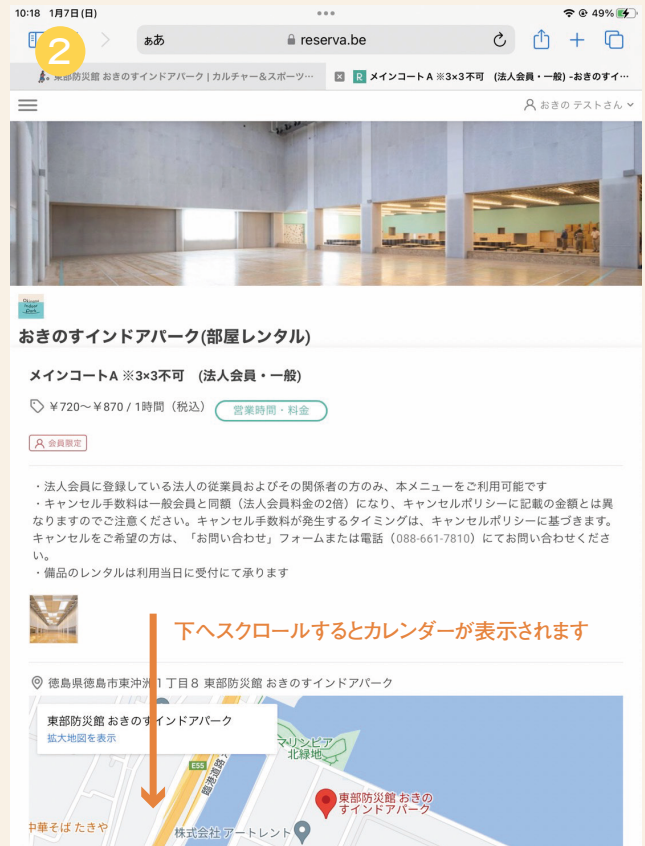 10:18 1月7日(日)
49%
2
ああ
reserva.be
東部防災館 おきのすインドアパーク | カルチャー＆スポーツ…
R メインコートA ※3×3不可 (法人会員・一般) -おきのすイ…
おきの テストさん
おきのすインドアパーク(部屋レンタル)
メインコートA ※3×3不可 (法人会員・一般)
￥720～￥870 / 1時間（税込）
営業時間・料金
会員限定
・法人会員に登録している法人の従業員およびその関係者の方のみ、本メニューをご利用可能です
・キャンセル手数料は一般会員と同額（法人会員料金の2倍）になり、キャンセルポリシーに記載の金額とは異
なりますのでご注意ください。キャンセル手数料が発生するタイミングは、キャンセルポリシーに基づきます。
キャンセルをご希望の方は、「お問い合わせ」フォームまたは電話（088-661-7810）にてお問い合わせくださ
い。
・備品のレンタルは利用当日に受付にて承ります
下へスクロールするとカレンダーが表示されます
徳島県徳島市東沖洲1丁目８ 東部防災館 おきのすインドアパーク
東部防災館 おきのすインドアパーク
拡大地図を表示
マリンピア
北緑地
E55
臨港道路
東部防災館 おきの
すインドアパーク
中華そば たきや
株式会社 アートレント